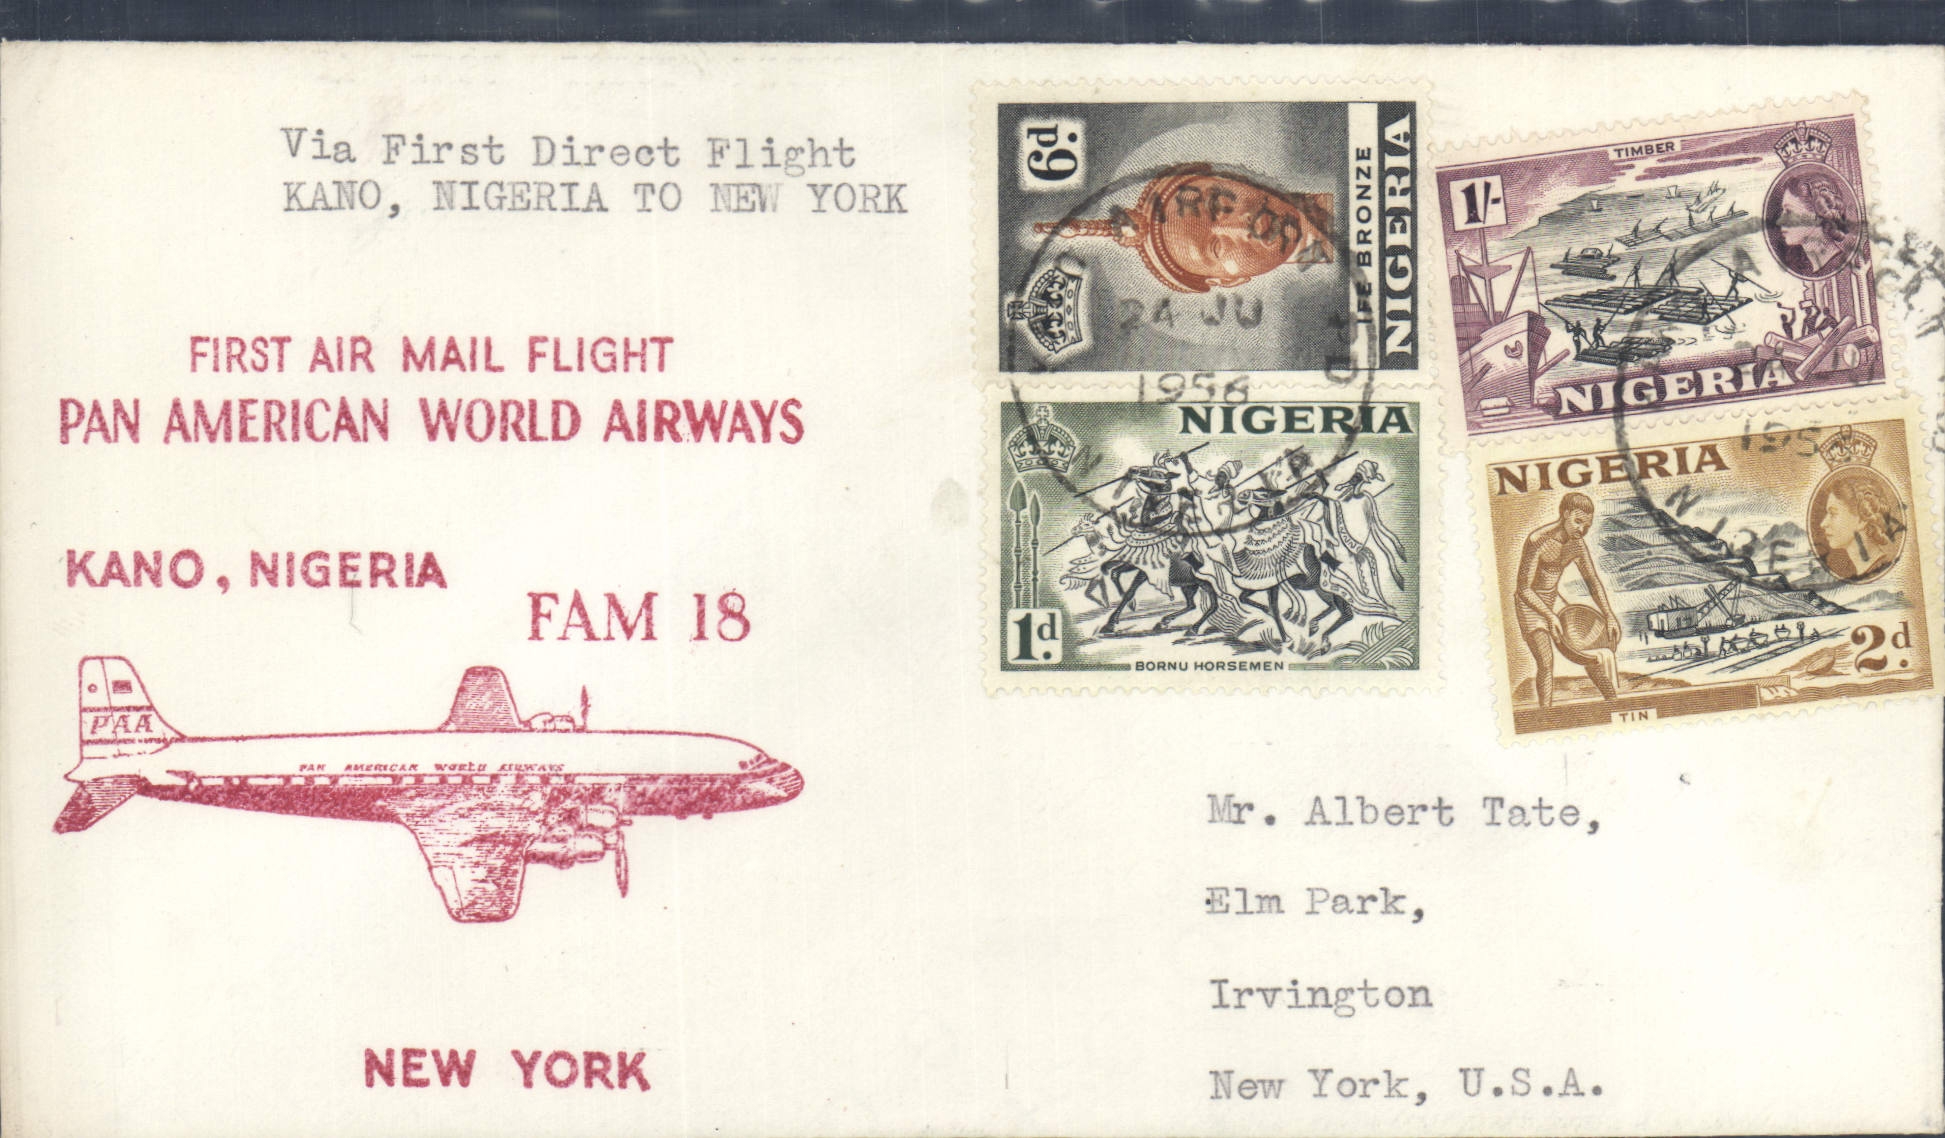 Via First Direct Flight
KANO, NIGERIA TO NEW YORK
FIRST AIR MAIL FLIGHT
PAN AMERICAN WORLD AIRWAYS
KANO, NIGERIA
FAM 18
PAA
PAN AMERICAN WORLD AIRWAYS
NEW YORK
6d.
IFE BRONZE
NIGERIA
TIMBER
1/-
NIGERIA
NIGERIA
1d.
BORNU HORSEMEN
NIGERIA
2d.
TIN
24 JU
1956
NIGERIA
NIGERIA
Mr. Albert Tate,
Elm Park,
Irvington
New York, U.S.A.